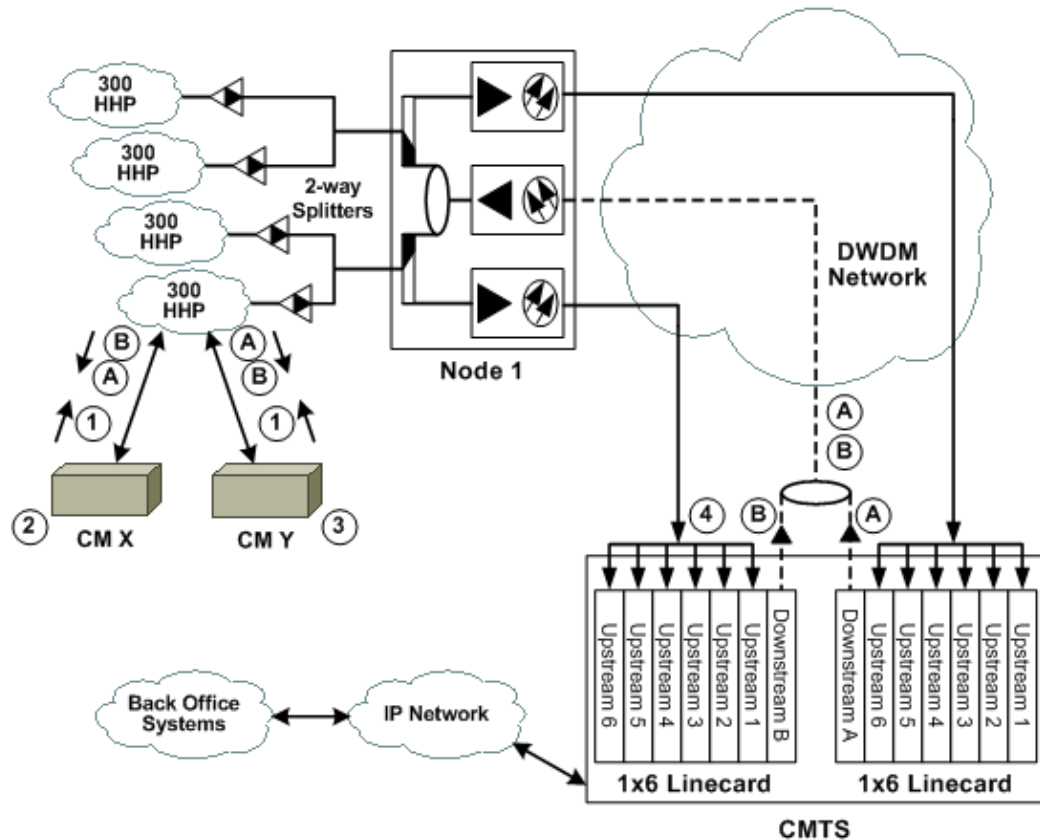 300
HHP
300
HHP
300
HHP
300
HHP
2-way
Splitters
Node 1
DWDM
Network
B
A
A
B
1
1
2
CM X
CM Y
3
A
B
4
B
A
Upstream 6
Upstream 5
Upstream 4
Upstream 3
Upstream 2
Upstream 1
Downstream B
Downstream A
Upstream 6
Upstream 5
Upstream 4
Upstream 3
Upstream 2
Upstream 1
1x6 Linecard
1x6 Linecard
CMTS
Back Office
Systems
IP Network